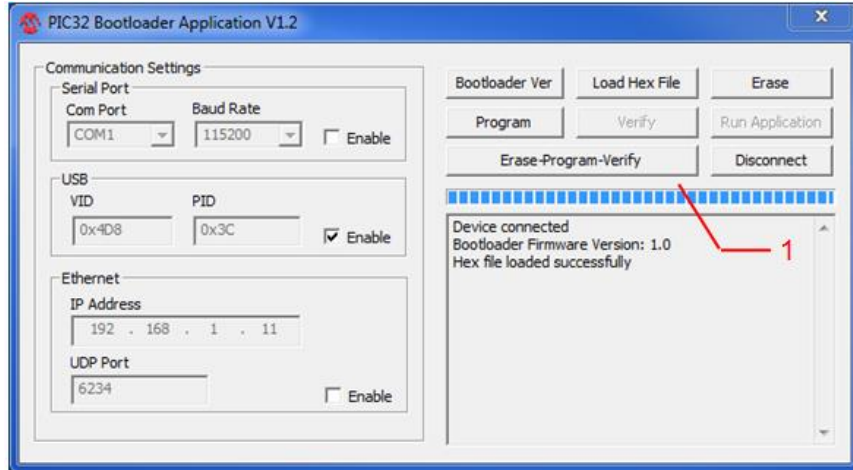 PIC32 Bootloader Application V1.2
Communication Settings
Serial Port
Com Port Baud Rate
COM1 115200 Enable
USB
VID PID
0x4D8 0x3C Enable
Ethernet
IP Address
192 . 168 . 1 . 11
UDP Port
6234 Enable
Bootloader Ver Load Hex File Erase
Program Verify Run Application
Erase-Program-Verify Disconnect
Device connected
Bootloader Firmware Version: 1.0
Hex file loaded successfully
1